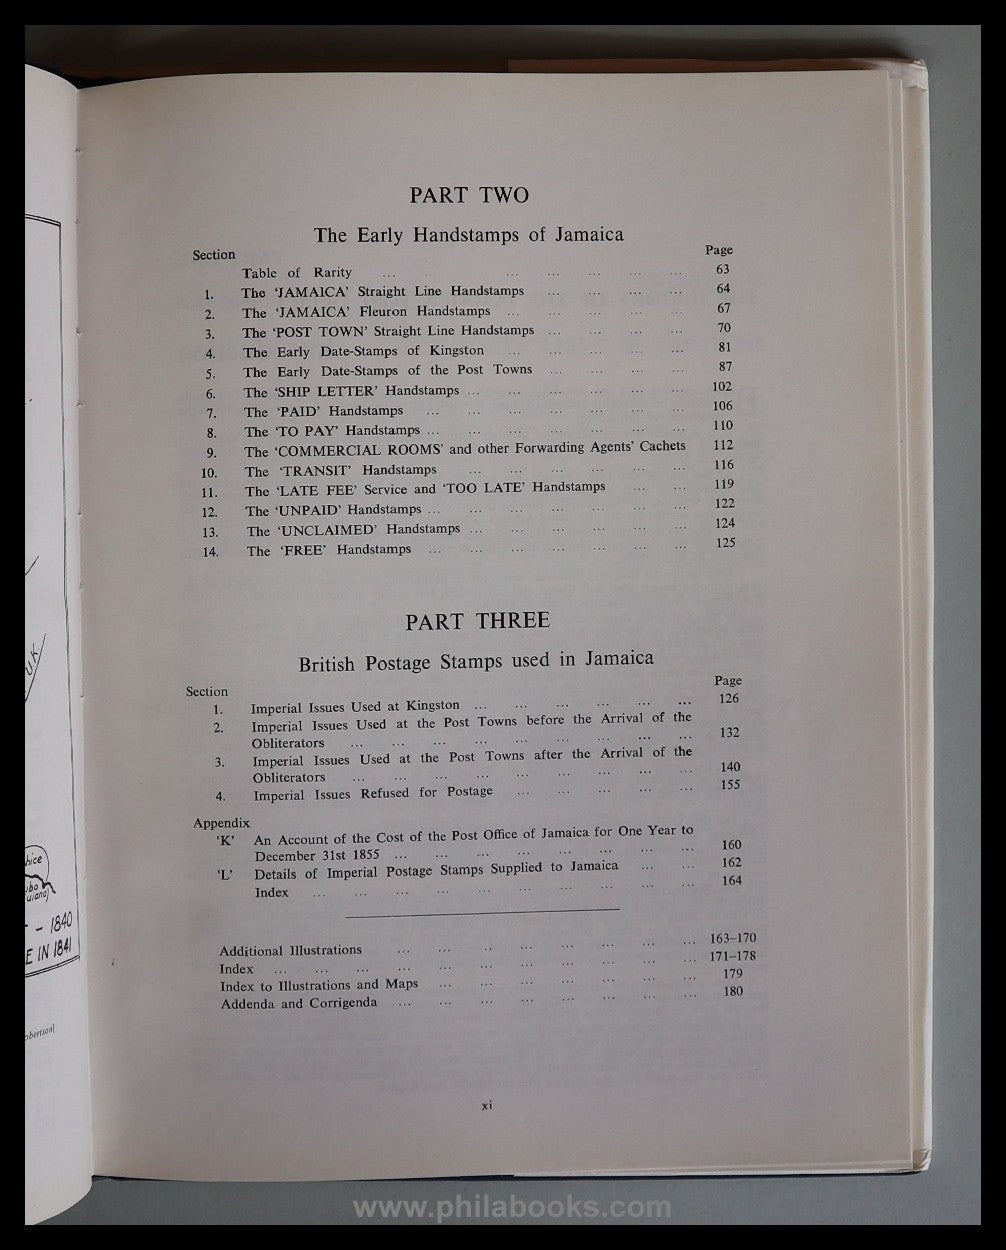 PART TWO
The Early Handstamps of Jamaica
Section Page
Table of Rarity ... ... ... ... ... ... 63
1. The 'JAMAICA' Straight Line Handstamps ... ... ... ... 64
2. The 'JAMAICA' Fleuron Handstamps ... ... ... ... ... 67
3. The 'POST TOWN' Straight Line Handstamps ... ... ... ... 70
4. The Early Date-Stamps of Kingston ... ... ... ... ... 81
5. The Early Date-Stamps of the Post Towns ... ... ... ... 87
6. The 'SHIP LETTER' Handstamps ... ... ... ... ... ... 102
7. The 'PAID' Handstamps ... ... ... ... ... ... ... 106
8. The 'TO PAY' Handstamps ... ... ... ... ... ... ... 110
9. The 'COMMERCIAL ROOMS' and other Forwarding Agents' Cachets 112
10. The 'TRANSIT' Handstamps ... ... ... ... ... ... 116
11. The 'LATE FEE' Service and 'TOO LATE' Handstamps ... ... 119
12. The 'UNPAID' Handstamps ... ... ... ... ... ... ... 122
13. The 'UNCLAIMED' Handstamps ... ... ... ... ... ... 124
14. The 'FREE' Handstamps ... ... ... ... ... ... ... 125
PART THREE
British Postage Stamps used in Jamaica
Section Page
1. Imperial Issues Used at Kingston ... ... ... ... ... ... 126
2. Imperial Issues Used at the Post Towns before the Arrival of the
Obliterators ... ... ... ... ... ... ... ... ... 132
3. Imperial Issues Used at the Post Towns after the Arrival of the
Obliterators ... ... ... ... ... ... ... ... ... 140
4. Imperial Issues Refused for Postage ... ... ... ... ... 155
Appendix
'K' An Account of the Cost of the Post Office of Jamaica for One Year to
December 31st 1855 ... ... ... ... ... ... ... ... 160
'L' Details of Imperial Postage Stamps Supplied to Jamaica ... ... 162
Index ... ... ... ... ... ... ... ... ... ... 164
Additional Illustrations ... ... ... ... ... ... ... ... 163–170
Index ... ... ... ... ... ... ... ... ... ... ... 171–178
Index to Illustrations and Maps ... ... ... ... ... ... ... 179
Addenda and Corrigenda ... ... ... ... ... ... ... ... 180
xi
U.K.
- 1840
E IN 1841
www.philabooks.com